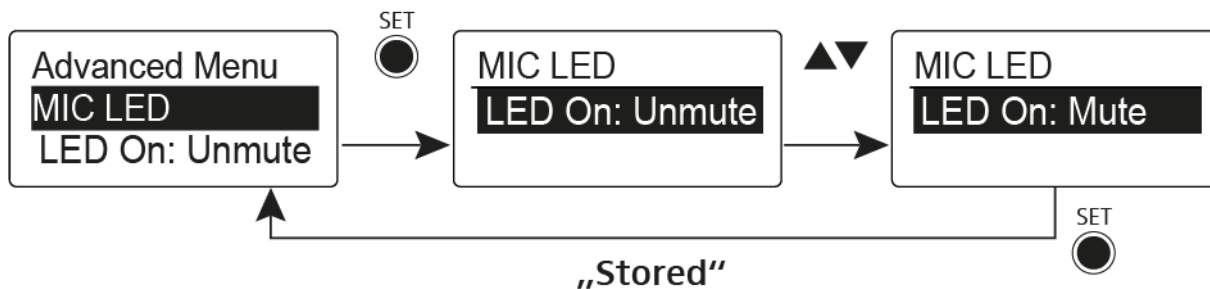 SET
Advanced Menu
MIC LED
LED On: Unmute
MIC LED
LED On: Unmute
▲▼
MIC LED
LED On: Mute
SET
„Stored“